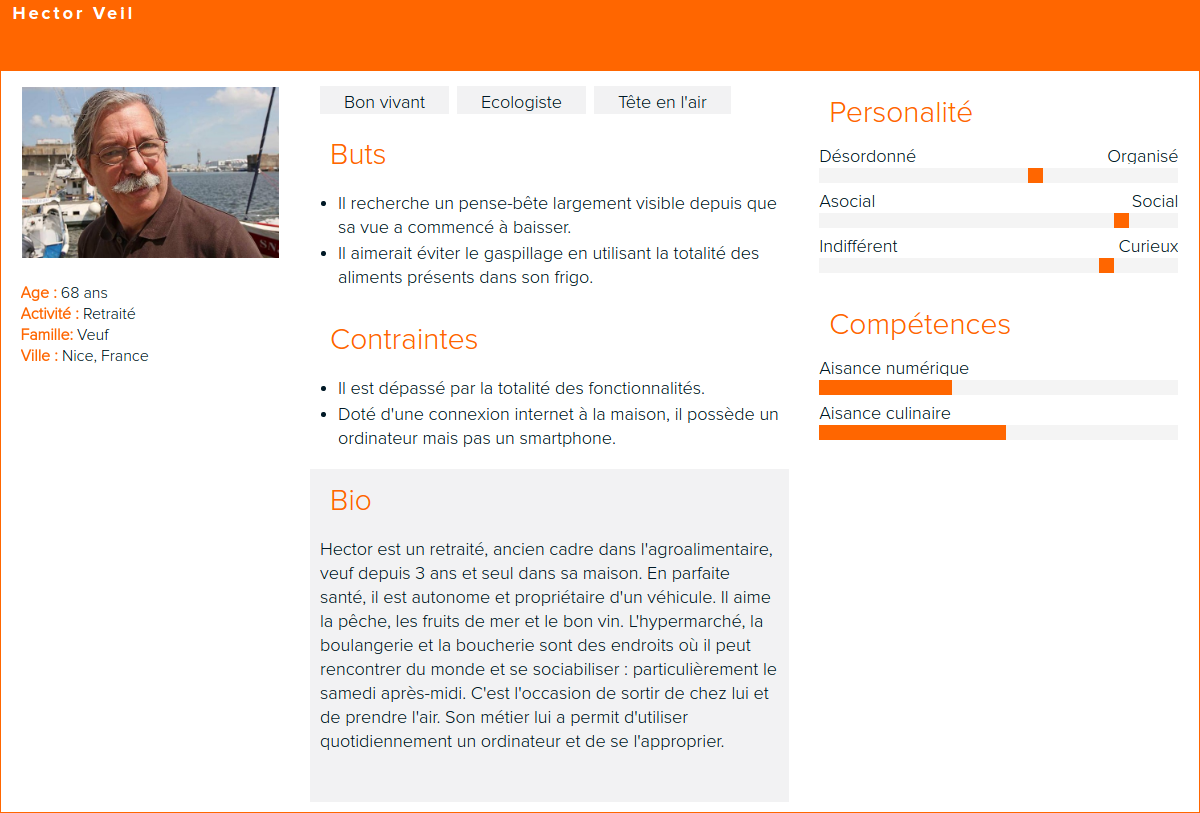 Hector Veil
Age : 68 ans
Activité : Retraité
Famille: Veuf
Ville : Nice, France
Bon vivant
Ecologiste
Tête en l'air
Buts
Il recherche un pense-bête largement visible depuis que
sa vue a commencé à baisser.
Il aimerait éviter le gaspillage en utilisant la totalité des
aliments présents dans son frigo.
Contraintes
Il est dépassé par la totalité des fonctionnalités.
Doté d'une connexion internet à la maison, il possède un
ordinateur mais pas un smartphone.
Bio
Hector est un retraité, ancien cadre dans l'agroalimentaire,
veuf depuis 3 ans et seul dans sa maison. En parfaite
santé, il est autonome et propriétaire d'un véhicule. Il aime
la pêche, les fruits de mer et le bon vin. L'hypermarché, la
boulangerie et la boucherie sont des endroits où il peut
rencontrer du monde et se sociabiliser : particulièrement le
samedi après-midi. C'est l'occasion de sortir de chez lui et
de prendre l'air. Son métier lui a permit d'utiliser
quotidiennement un ordinateur et de se l'approprier.
Personalité
Désordonné Organisé
Asocial Social
Indifférent Curieux
Compétences
Aisance numérique
Aisance culinaire